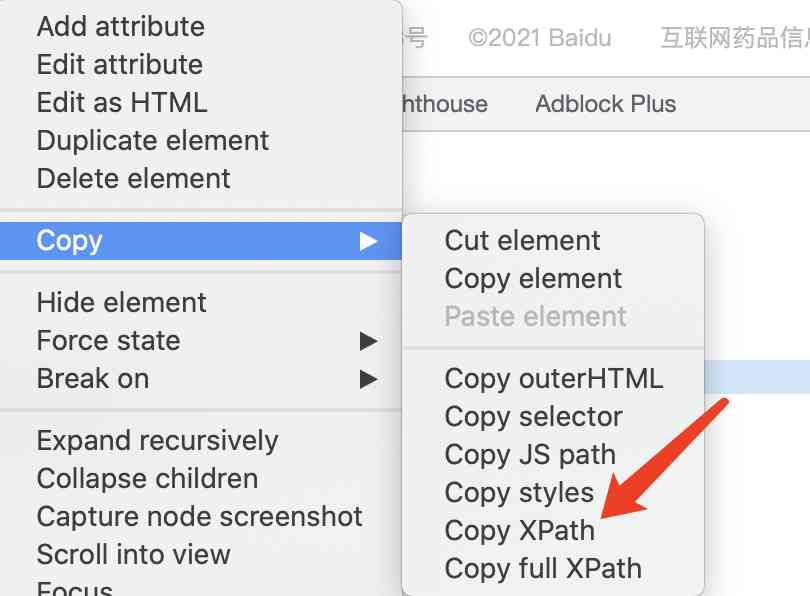 Add attribute
Edit attribute
Edit as HTML
Duplicate element
Delete element
Copy
Hide element
Force state
Break on
Expand recursively
Collapse children
Capture node screenshot
Scroll into view
Focus
号 ©2021 Baidu 互联网药品信息
hthouse Adblock Plus
Cut element
Copy element
Paste element
Copy outerHTML
Copy selector
Copy JS path
Copy styles
Copy XPath
Copy full XPath